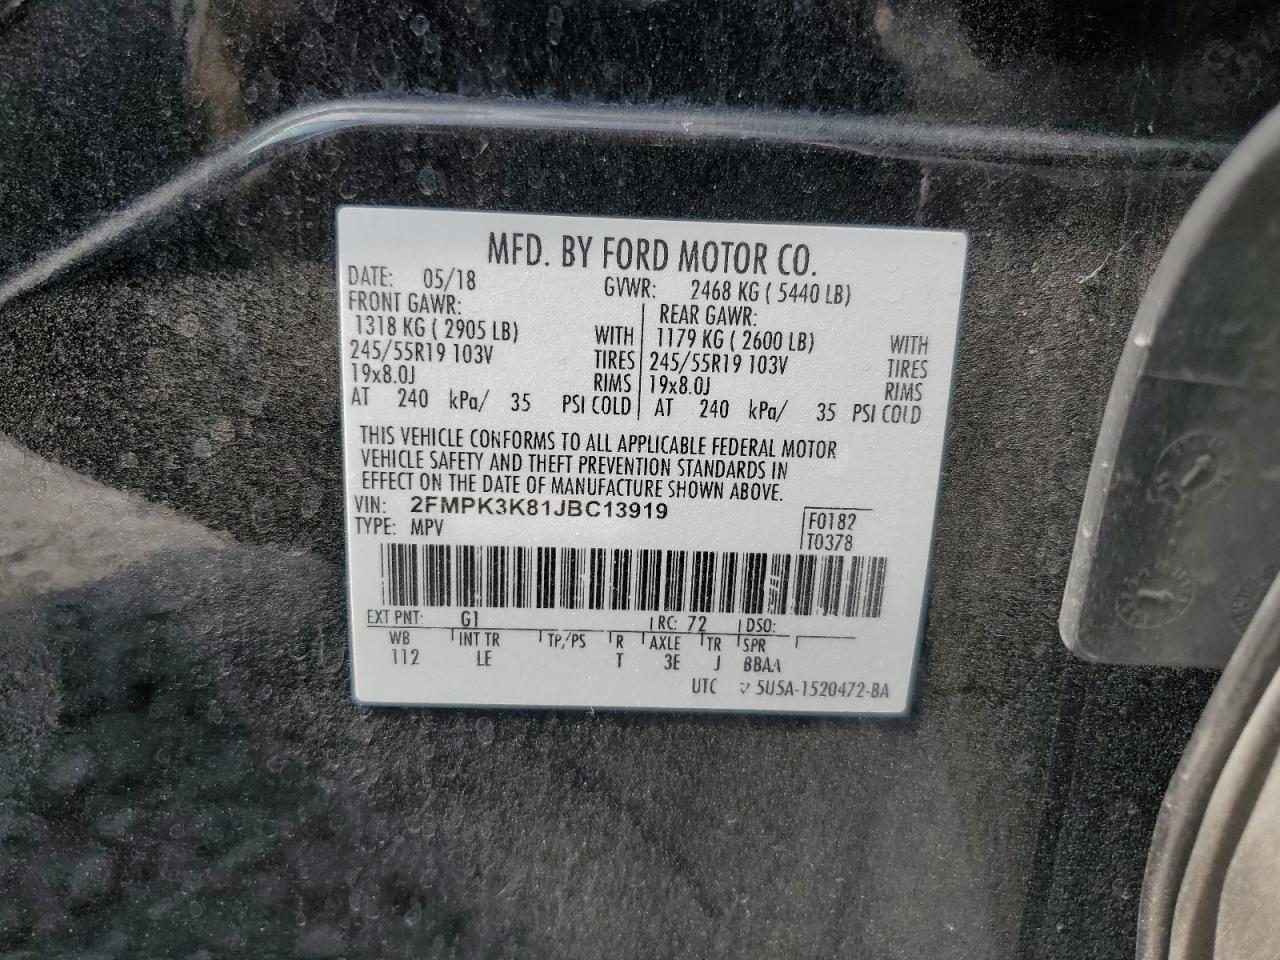 MFD. BY FORD MOTOR CO.
DATE: 05/18 GVWR: 2468 KG ( 5440 LB)
FRONT GAWR: REAR GAWR:
1318 KG ( 2905 LB) WITH 1179 KG ( 2600 LB) WITH
245/55R19 103V TIRES 245/55R19 103V TIRES
19x8.0J RIMS 19x8.0J RIMS
AT 240 kPa/ 35 PSI COLD AT 240 kPa/ 35 PSI COLD
THIS VEHICLE CONFORMS TO ALL APPLICABLE FEDERAL MOTOR
VEHICLE SAFETY AND THEFT PREVENTION STANDARDS IN
EFFECT ON THE DATE OF MANUFACTURE SHOWN ABOVE.
VIN: 2FMPK3K81JBC13919
TYPE: MPV
F0182
T0378
EXT PNT: G1 RC: 72 DSO:
WB INT TR TP/PS R AXLE TR SPR
112 LE T 3E J BBAA
UTC 5U5A-1520472-BA